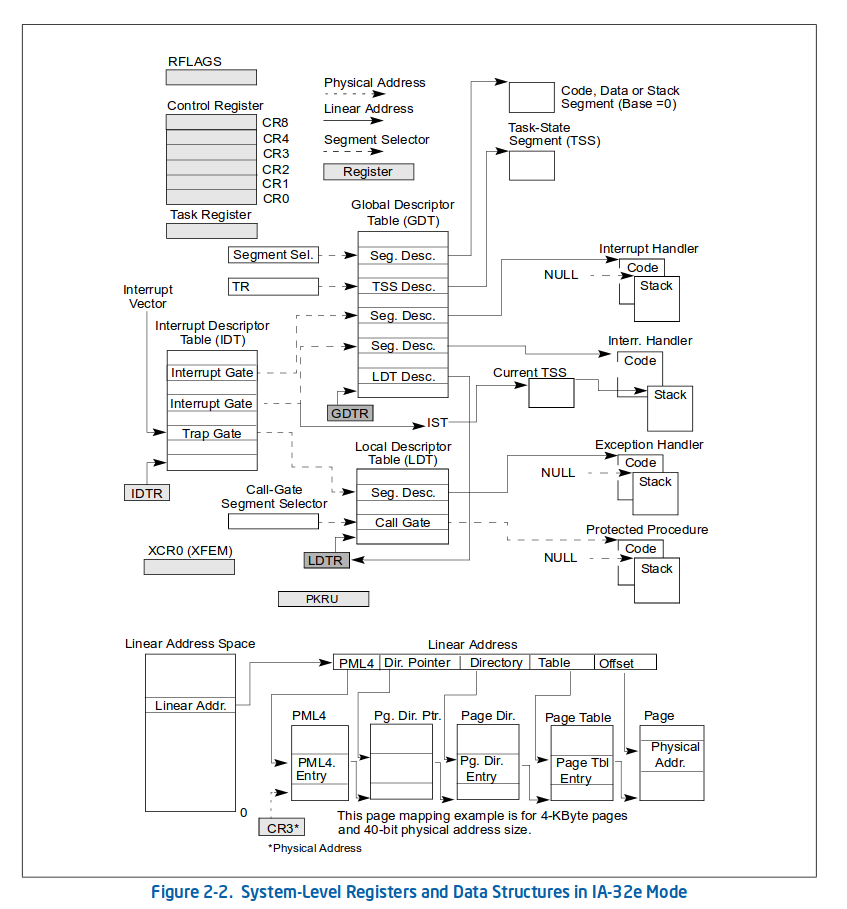 RFLAGS
Control Register
CR8
CR4
CR3
CR2
CR1
CR0
Task Register
Physical Address
Linear Address
Segment Selector
Register
Code, Data or Stack
Segment (Base =0)
Task-State
Segment (TSS)
Global Descriptor
Table (GDT)
Segment Sel.
Seg. Desc.
TR
TSS Desc.
Seg. Desc.
Seg. Desc.
LDT Desc.
GDTR
Interrupt Handler
Code
NULL
Stack
Interrupt
Vector
Interrupt Descriptor
Table (IDT)
Interrupt Gate
Interrupt Gate
Trap Gate
IDTR
Interr. Handler
Code
Current TSS
Stack
IST
Local Descriptor
Table (LDT)
Seg. Desc.
Call-Gate
Segment Selector
Call Gate
LDTR
Exception Handler
Code
NULL
Stack
Protected Procedure
Code
NULL
Stack
XCR0 (XFEM)
PKRU
Linear Address Space
Linear Addr.
0
Linear Address
PML4 Dir. Pointer Directory Table Offset
PML4
Pg. Dir. Ptr.
Page Dir.
Page Table
Page
PML4.
Entry
Pg. Dir.
Entry
Page Tbl
Entry
Physical
Addr.
CR3*
*Physical Address
This page mapping example is for 4-KByte pages
and 40-bit physical address size.
Figure 2-2. System-Level Registers and Data Structures in IA-32e Mode